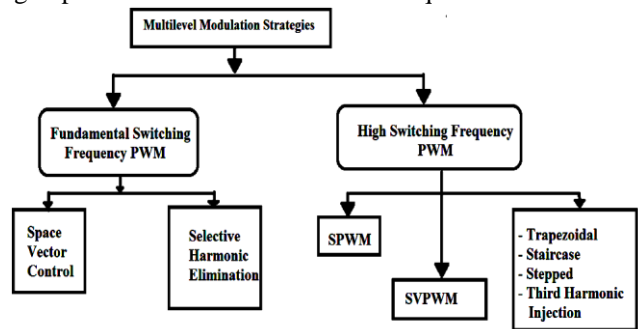 Multilevel Modulation Strategies
Fundamental Switching
Frequency PWM
High Switching Frequency
PWM
Space
Vector
Control
Selective
Harmonic
Elimination
SPWM
SVPWM
- Trapezoidal
- Staircase
- Stepped
- Third Harmonic
Injection